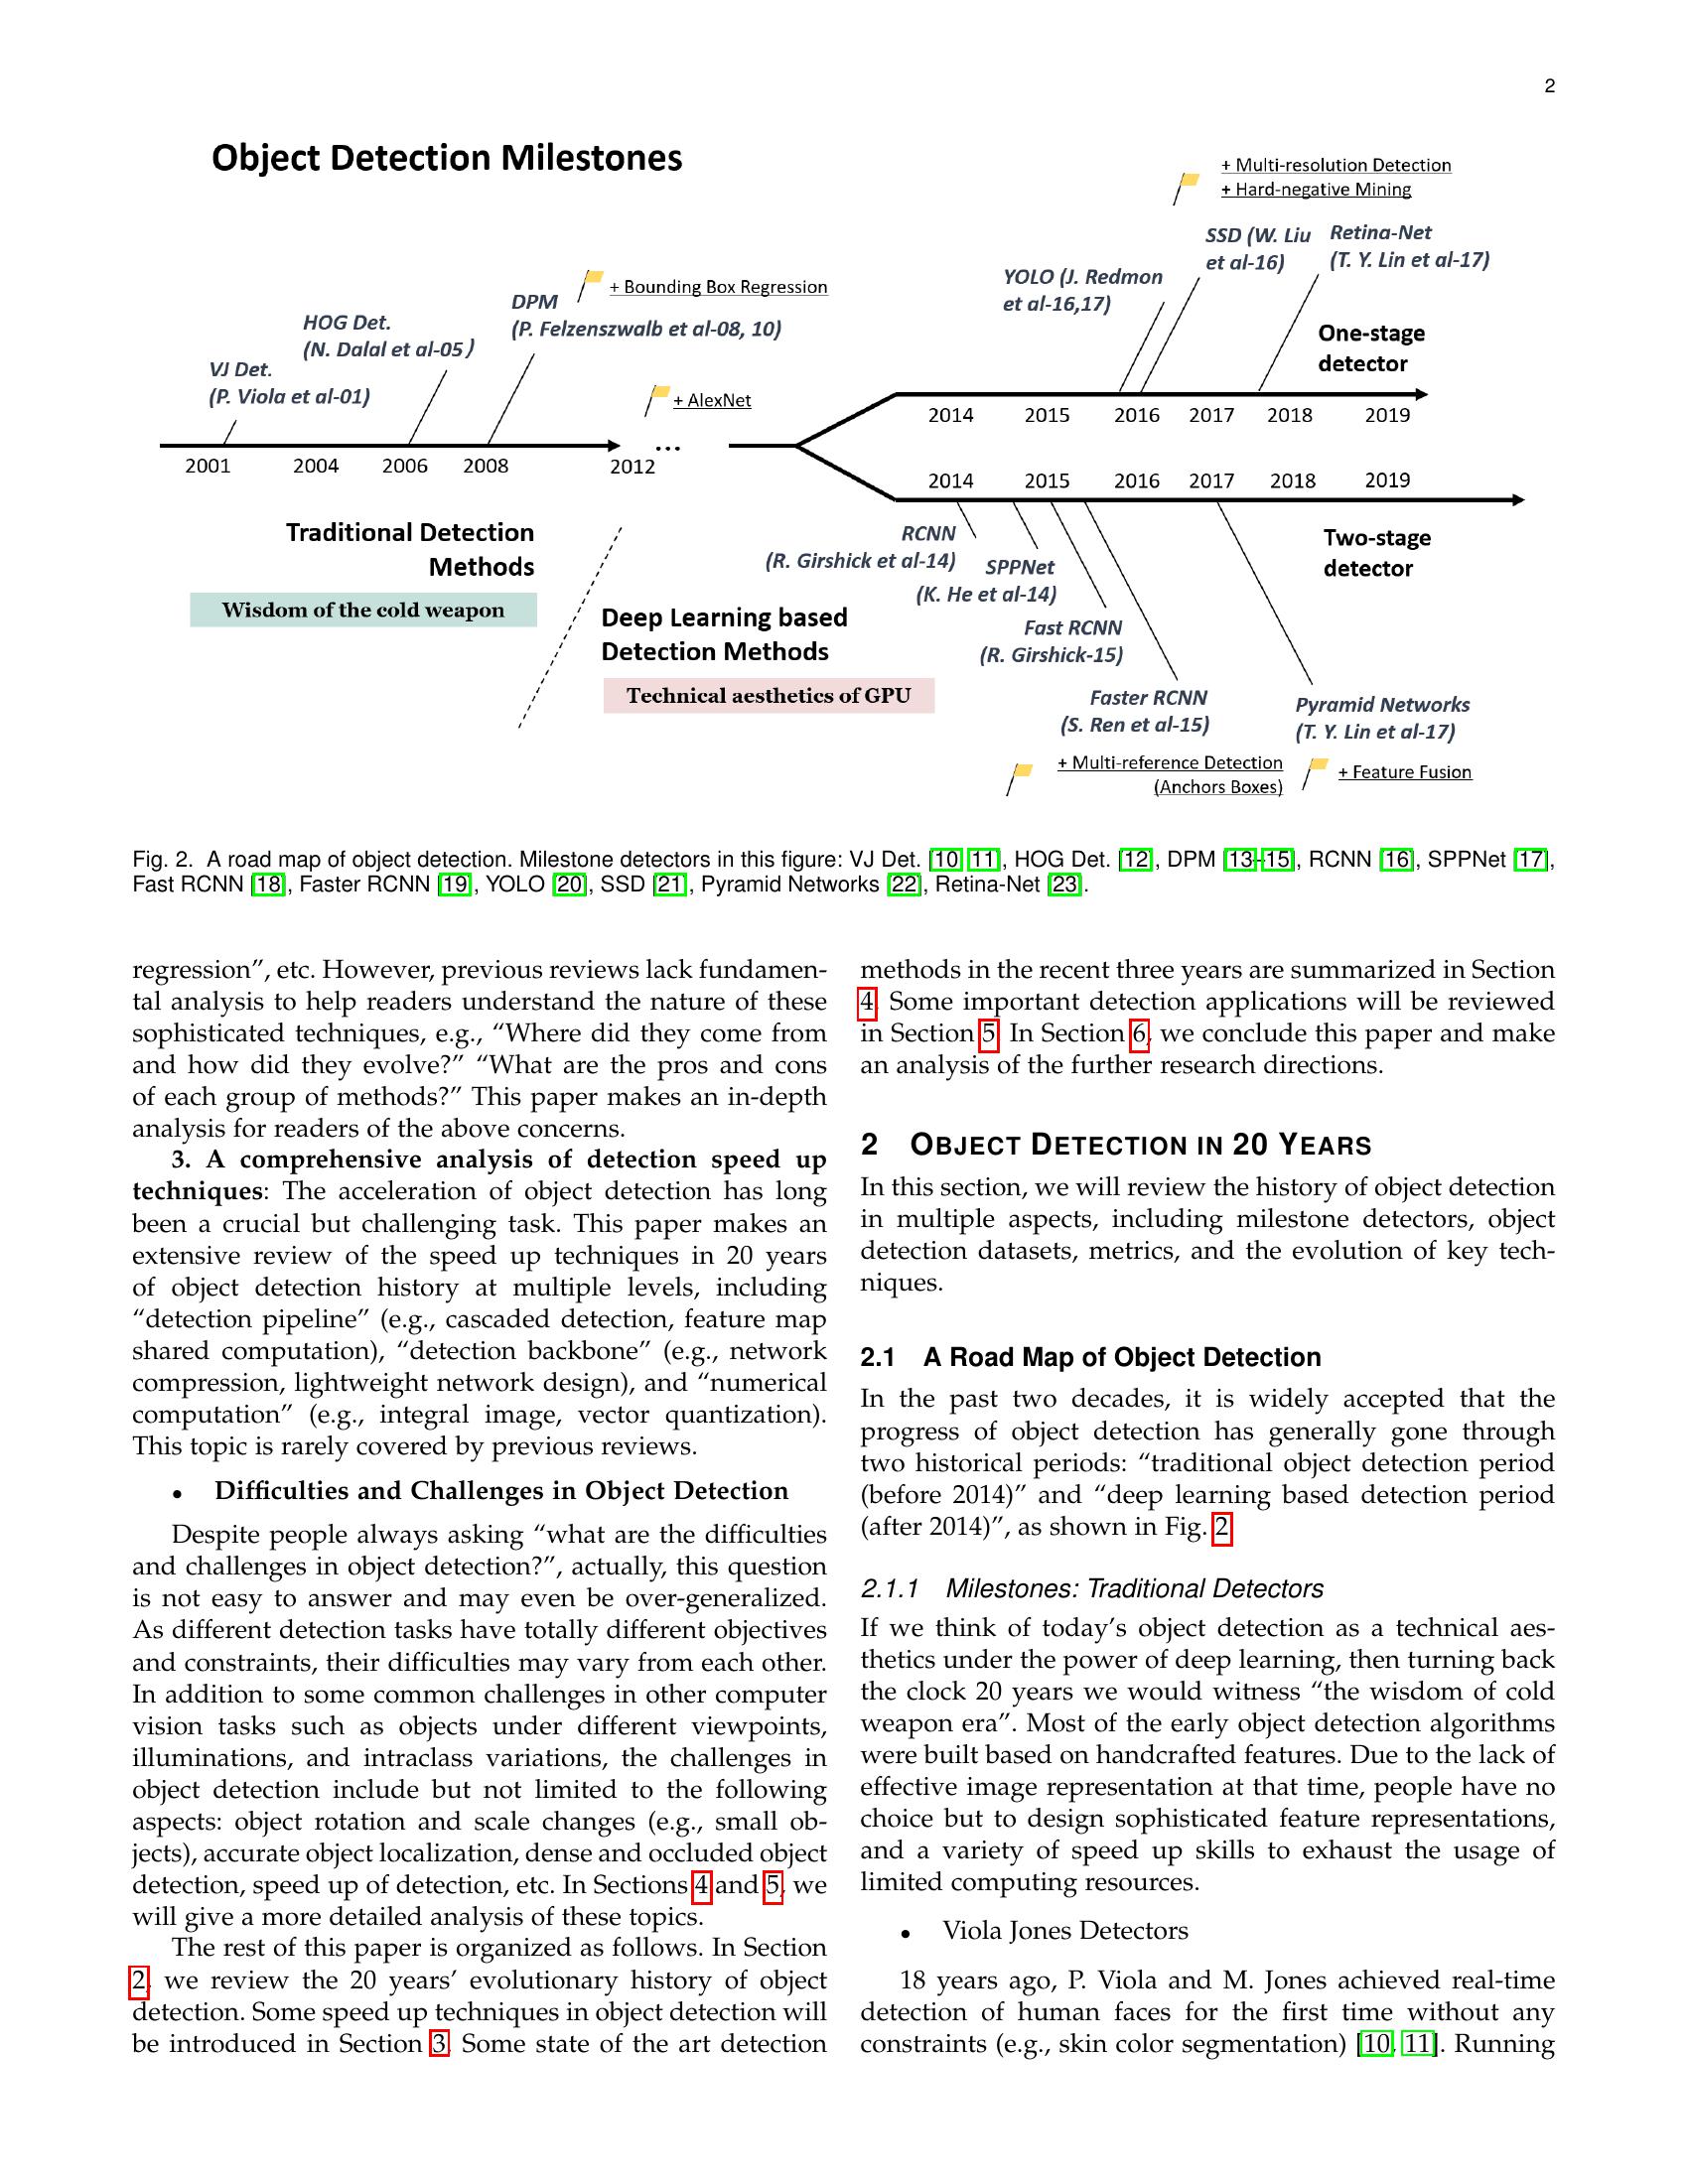 2
Object Detection Milestones
+ Multi-resolution Detection
+ Hard-negative Mining
SSD (W. Liu
et al-16)
Retina-Net
(T. Y. Lin et al-17)
YOLO (J. Redmon
et al-16,17)
+ Bounding Box Regression
DPM
(P. Felzenszwalb et al-08, 10)
HOG Det.
(N. Dalal et al-05)
VJ Det.
(P. Viola et al-01)
+ AlexNet
One-stage
detector
2014 2015 2016 2017 2018 2019
2001 2004 2006 2008 2012 ...
2014 2015 2016 2017 2018 2019
Traditional Detection
Methods
Wisdom of the cold weapon
RCNN
(R. Girshick et al-14)
SPPNet
(K. He et al-14)
Two-stage
detector
Deep Learning based
Detection Methods
Technical aesthetics of GPU
Fast RCNN
(R. Girshick-15)
Faster RCNN
(S. Ren et al-15)
Pyramid Networks
(T. Y. Lin et al-17)
+ Multi-reference Detection
(Anchors Boxes)
+ Feature Fusion
Fig. 2. A road map of object detection. Milestone detectors in this figure: VJ Det. [10, 11], HOG Det. [12], DPM [13–15], RCNN [16], SPPNet [17],
Fast RCNN [18], Faster RCNN [19], YOLO [20], SSD [21], Pyramid Networks [22], Retina-Net [23].
regression”, etc. However, previous reviews lack fundamen-
tal analysis to help readers understand the nature of these
sophisticated techniques, e.g., “Where did they come from
and how did they evolve?” “What are the pros and cons
of each group of methods?” This paper makes an in-depth
analysis for readers of the above concerns.
3. A comprehensive analysis of detection speed up
techniques: The acceleration of object detection has long
been a crucial but challenging task. This paper makes an
extensive review of the speed up techniques in 20 years
of object detection history at multiple levels, including
“detection pipeline” (e.g., cascaded detection, feature map
shared computation), “detection backbone” (e.g., network
compression, lightweight network design), and “numerical
computation” (e.g., integral image, vector quantization).
This topic is rarely covered by previous reviews.
• Difficulties and Challenges in Object Detection
Despite people always asking “what are the difficulties
and challenges in object detection?”, actually, this question
is not easy to answer and may even be over-generalized.
As different detection tasks have totally different objectives
and constraints, their difficulties may vary from each other.
In addition to some common challenges in other computer
vision tasks such as objects under different viewpoints,
illuminations, and intraclass variations, the challenges in
object detection include but not limited to the following
aspects: object rotation and scale changes (e.g., small ob-
jects), accurate object localization, dense and occluded object
detection, speed up of detection, etc. In Sections 4 and 5, we
will give a more detailed analysis of these topics.
The rest of this paper is organized as follows. In Section
2, we review the 20 years’ evolutionary history of object
detection. Some speed up techniques in object detection will
be introduced in Section 3. Some state of the art detection
methods in the recent three years are summarized in Section
4. Some important detection applications will be reviewed
in Section 5. In Section 6, we conclude this paper and make
an analysis of the further research directions.
2 OBJECT DETECTION IN 20 YEARS
In this section, we will review the history of object detection
in multiple aspects, including milestone detectors, object
detection datasets, metrics, and the evolution of key tech-
niques.
2.1 A Road Map of Object Detection
In the past two decades, it is widely accepted that the
progress of object detection has generally gone through
two historical periods: “traditional object detection period
(before 2014)” and “deep learning based detection period
(after 2014)”, as shown in Fig. 2.
2.1.1 Milestones: Traditional Detectors
If we think of today’s object detection as a technical aes-
thetics under the power of deep learning, then turning back
the clock 20 years we would witness “the wisdom of cold
weapon era”. Most of the early object detection algorithms
were built based on handcrafted features. Due to the lack of
effective image representation at that time, people have no
choice but to design sophisticated feature representations,
and a variety of speed up skills to exhaust the usage of
limited computing resources.
• Viola Jones Detectors
18 years ago, P. Viola and M. Jones achieved real-time
detection of human faces for the first time without any
constraints (e.g., skin color segmentation) [10, 11]. Running